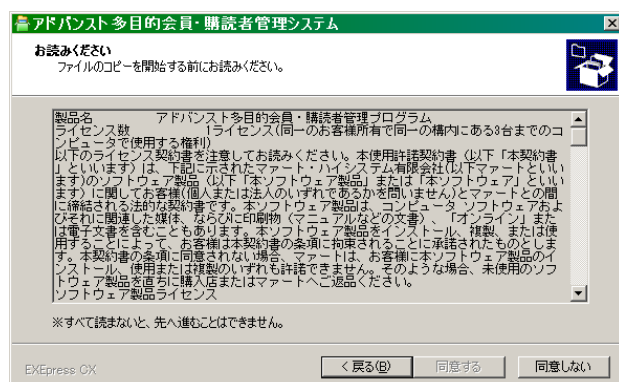 アドバンスト多目的会員・購読者管理システム
お読みください
ファイルのコピーを開始する前にお読みください。
製品名　　　アドバンスト多目的会員・購読者管理プログラム
ライセンス数　　　　　1ライセンス(同一のお客様所有で同一の構内にある3台までのコ
ンピュータで使用する権利)
以下のライセンス契約書を注意してお読みください。本使用許諾契約書（以下「本契約書
」といいます）は、下記に示されたマァート・ハイシステム有限会社(以下マァートといい
ます)のソフトウェア製品（以下「本ソフトウェア製品」または「本ソフトウェア」といい
ます）に関してお客様(個人または法人のいずれであるかを問いません)とマァートとの間
に締結される法的な契約書です。本ソフトウェア製品は、コンピュータ ソフトウェアおよ
びそれに関連した媒体、ならびに印刷物（マニュアルなどの文書）、「オンライン」また
は電子文書を含むこともあります。本ソフトウェア製品をインストール、複製、または使
用することによって、お客様は本契約書の条項に拘束されることに承諾されたものとしま
す。本契約書の条項に同意されない場合、マァートは、お客様に本ソフトウェア製品のイ
ンストール、使用または複製のいずれも許諾できません。そのような場合、未使用のソフ
トウェア製品を直ちに購入店またはマァートへご返品ください。
ソフトウェア製品ライセンス
※すべて読まないと、先へ進むことはできません。
EXEpress CX
< 戻る(B)
同意する
同意しない